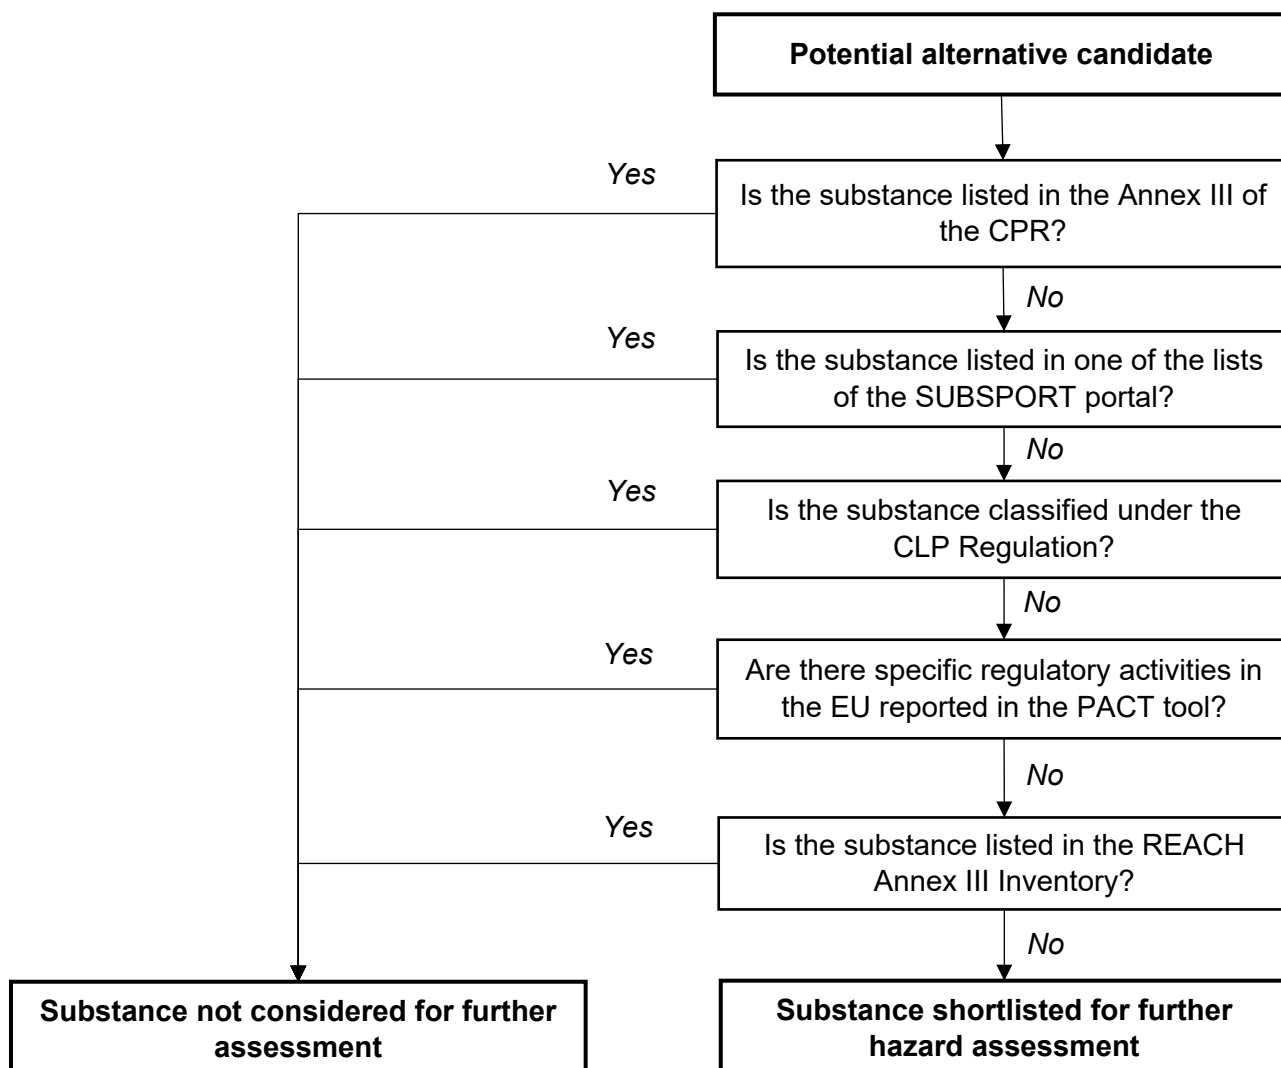 Potential alternative candidate
Yes
Is the substance listed in the Annex III of
the CPR?
No
Yes
Is the substance listed in one of the lists
of the SUBSPORT portal?
No
Yes
Is the substance classified under the
CLP Regulation?
No
Yes
Are there specific regulatory activities in
the EU reported in the PACT tool?
No
Yes
Is the substance listed in the REACH
Annex III Inventory?
No
Substance not considered for further
assessment
Substance shortlisted for further
hazard assessment